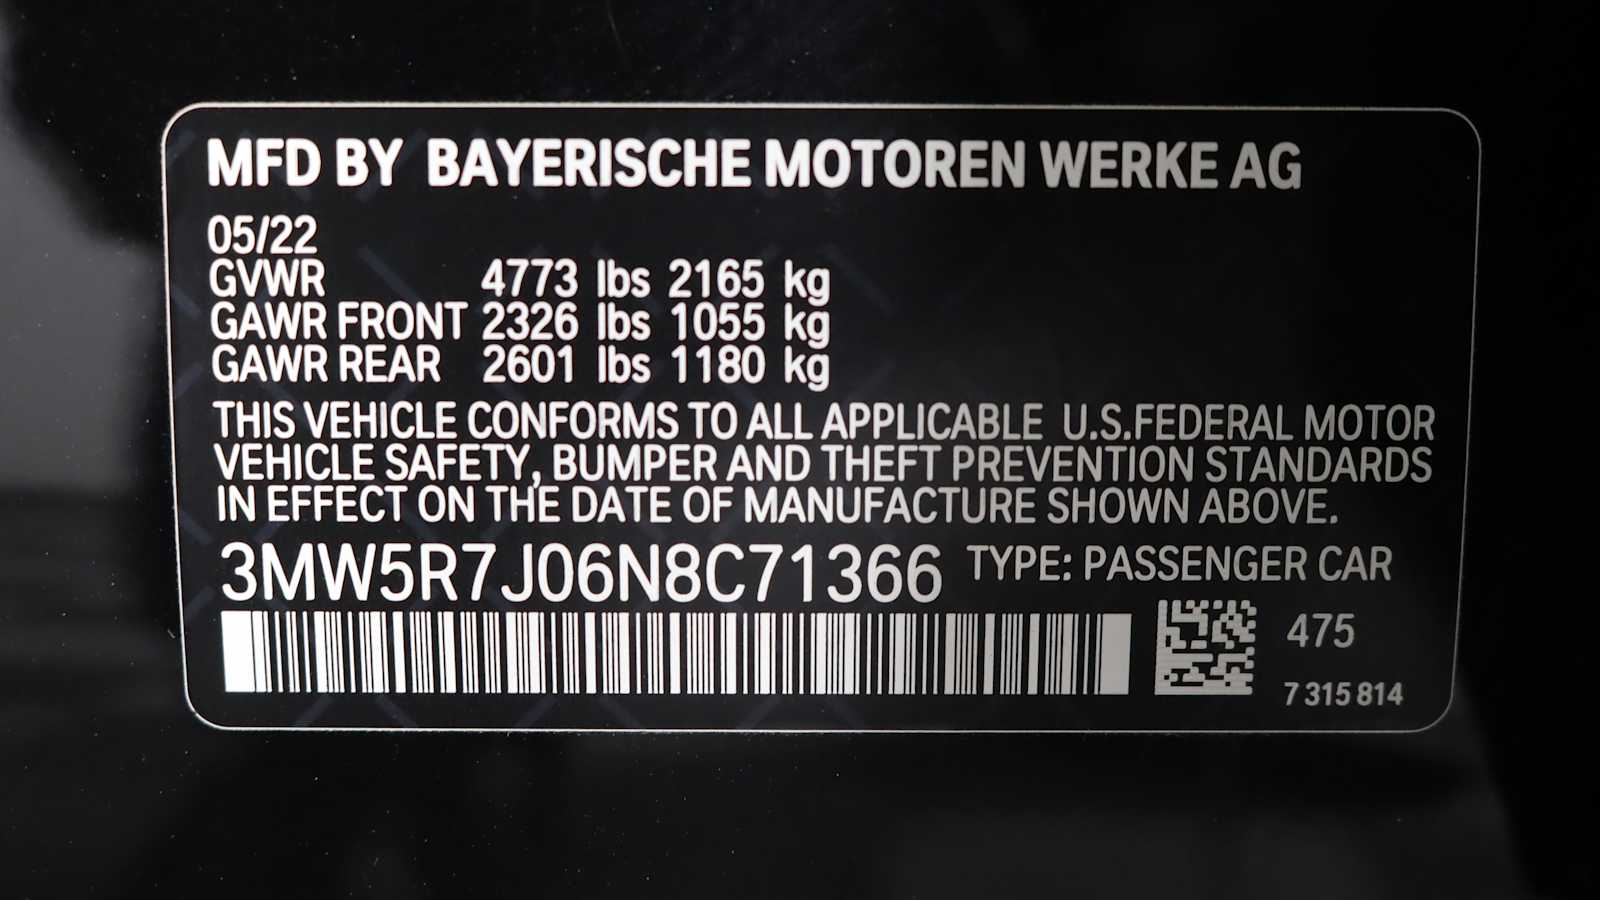 MFD BY BAYERISCHE MOTOREN WERKE AG
05/22
GVWR 4773 lbs 2165 kg
GAWR FRONT 2326 lbs 1055 kg
GAWR REAR 2601 lbs 1180 kg
THIS VEHICLE CONFORMS TO ALL APPLICABLE U.S.FEDERAL MOTOR
VEHICLE SAFETY, BUMPER AND THEFT PREVENTION STANDARDS
IN EFFECT ON THE DATE OF MANUFACTURE SHOWN ABOVE.
3MW5R7J06N8C71366 TYPE: PASSENGER CAR
475
7 315 814